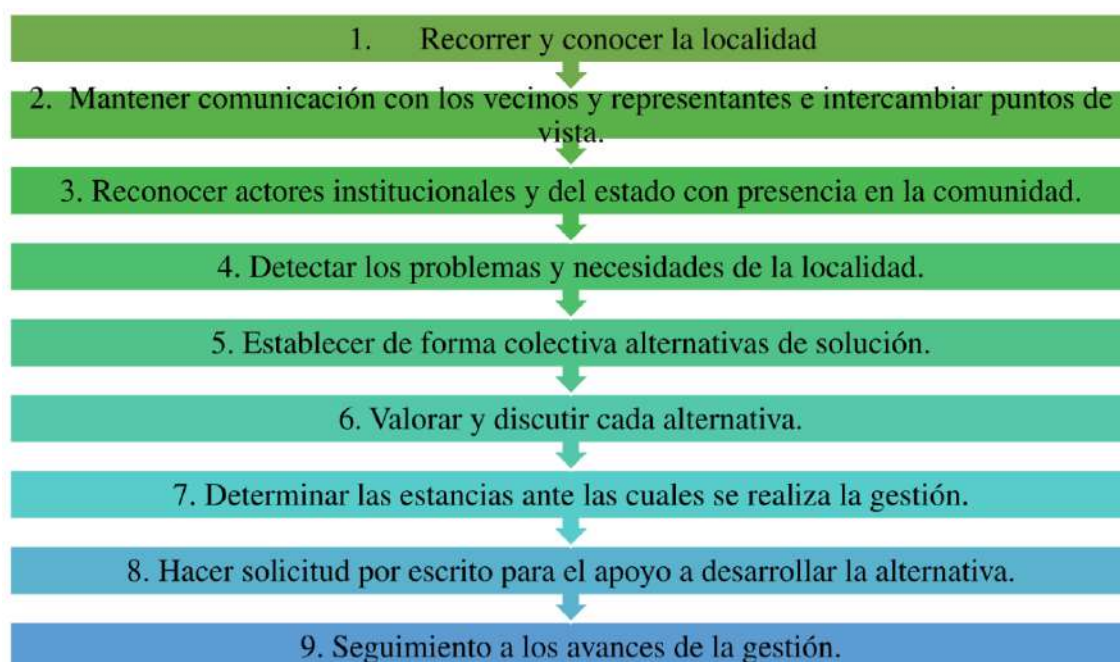 1. Recorrer y conocer la localidad
2. Mantener comunicación con los vecinos y representantes e intercambiar puntos de
vista.
3. Reconocer actores institucionales y del estado con presencia en la comunidad.
4. Detectar los problemas y necesidades de la localidad.
5. Establecer de forma colectiva alternativas de solución.
6. Valorar y discutir cada alternativa.
7. Determinar las estancias ante las cuales se realiza la gestión.
8. Hacer solicitud por escrito para el apoyo a desarrollar la alternativa.
9. Seguimiento a los avances de la gestión.